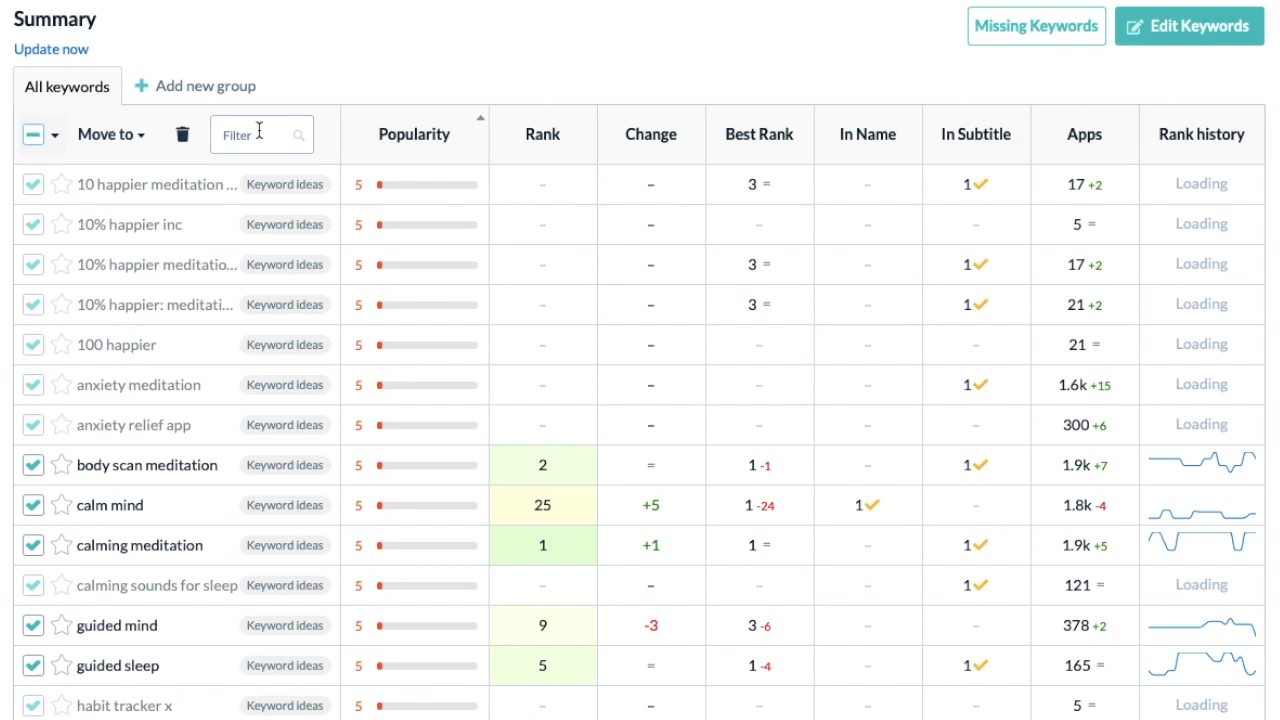 Summary
Missing Keywords
Edit Keywords
Update now
All keywords
Add new group
Move to
Filter
Popularity
Rank
Change
Best Rank
In Name
In Subtitle
Apps
Rank history
10 happier meditation ... Keyword ideas 5 – – 3 = – 1 17 +2 Loading
10% happier inc Keyword ideas 5 – – – – – 5 = Loading
10% happier meditatio... Keyword ideas 5 – – 3 = – 1 17 +2 Loading
10% happier: meditati... Keyword ideas 5 – – 3 = – 1 21 +2 Loading
100 happier Keyword ideas 5 – – – – – 21 = Loading
anxiety meditation Keyword ideas 5 – – – – 1 1.6k +15 Loading
anxiety relief app Keyword ideas 5 – – – – – 300 +6 Loading
body scan meditation Keyword ideas 5 2 = 1 -1 – 1 1.9k +7
calm mind Keyword ideas 5 25 +5 1 -24 1 – 1.8k -4
calming meditation Keyword ideas 5 1 +1 1 = – 1 1.9k +5
calming sounds for sleep Keyword ideas 5 – – – – 1 121 = Loading
guided mind Keyword ideas 5 9 -3 3 -6 – – 378 +2
guided sleep Keyword ideas 5 5 = 1 -4 – 1 165 =
habit tracker x Keyword ideas 5 – – – – – 5 = Loading